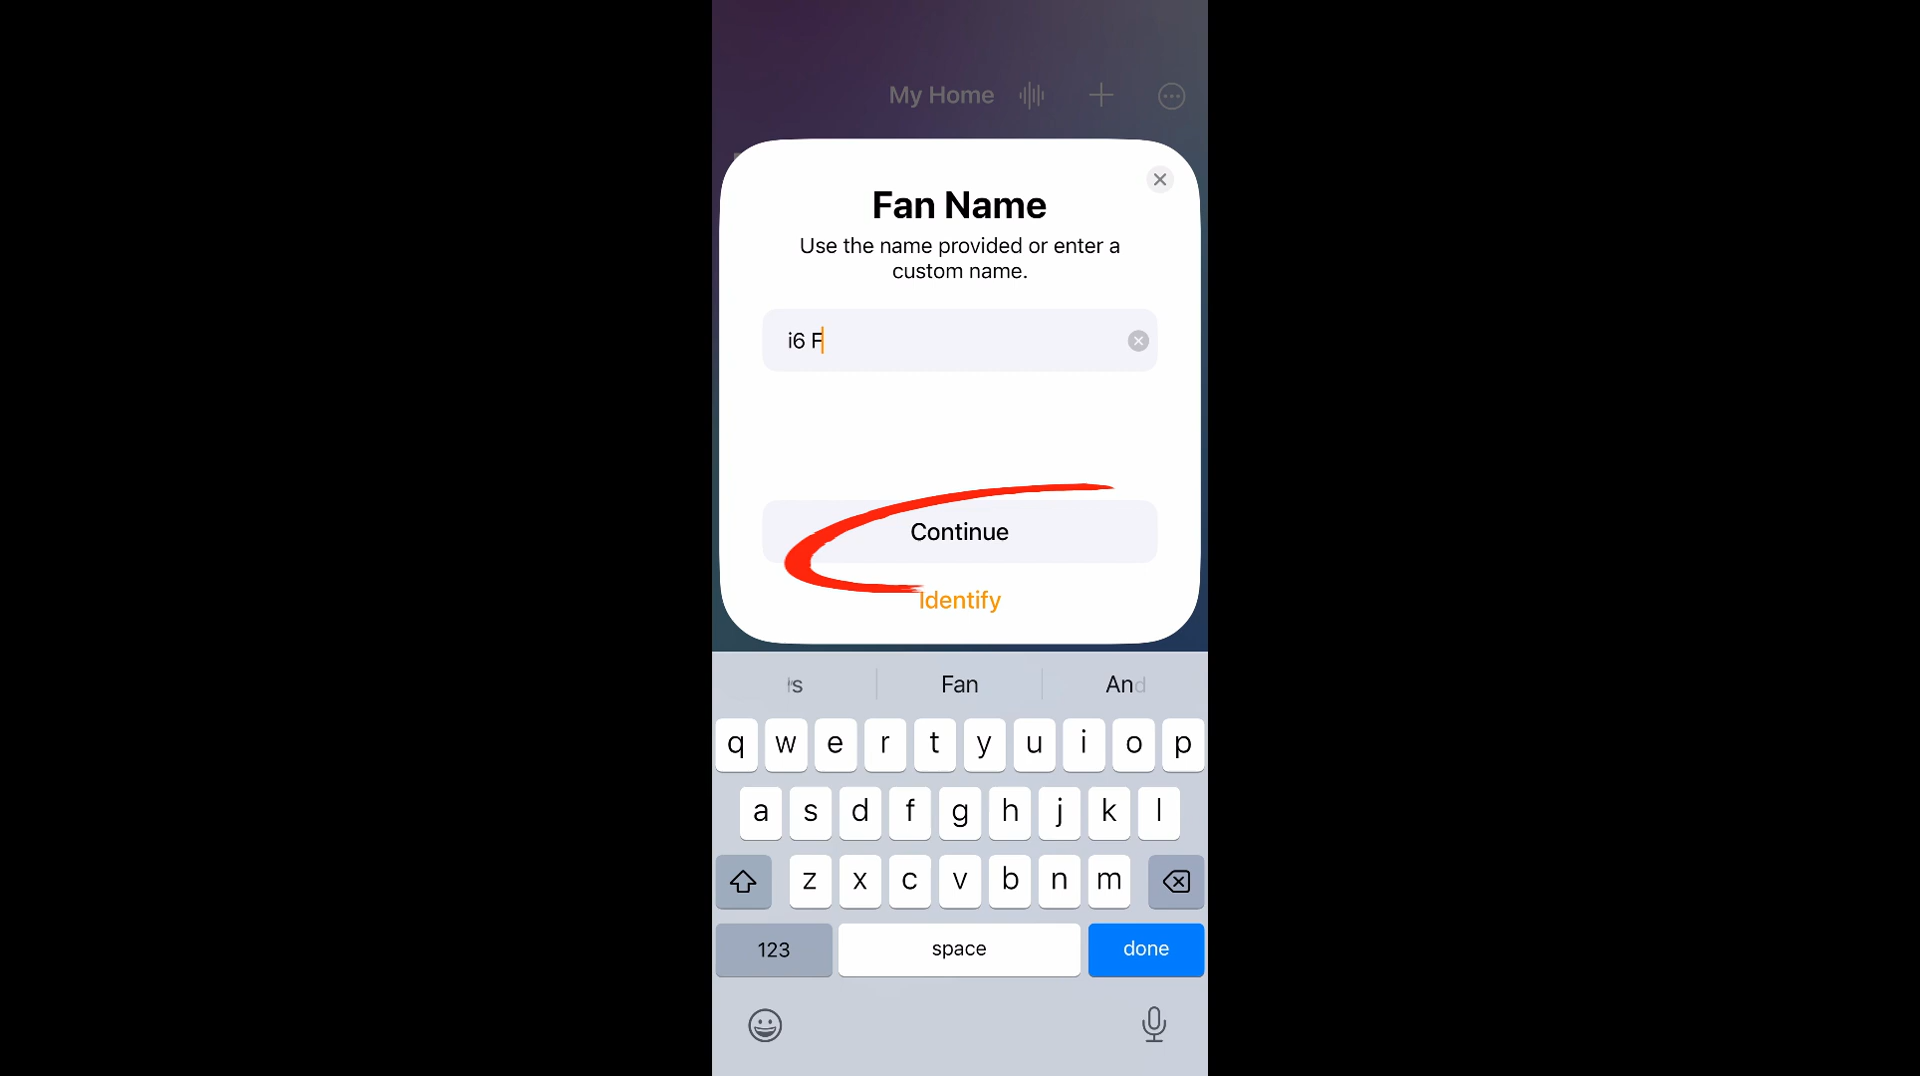 My Home
Fan Name
Use the name provided or enter a
custom name.
i6 F
Continue
Identify
Fan
And
q w e r t y u i o p
a s d f g h j k l
z x c v b n m
123 space done